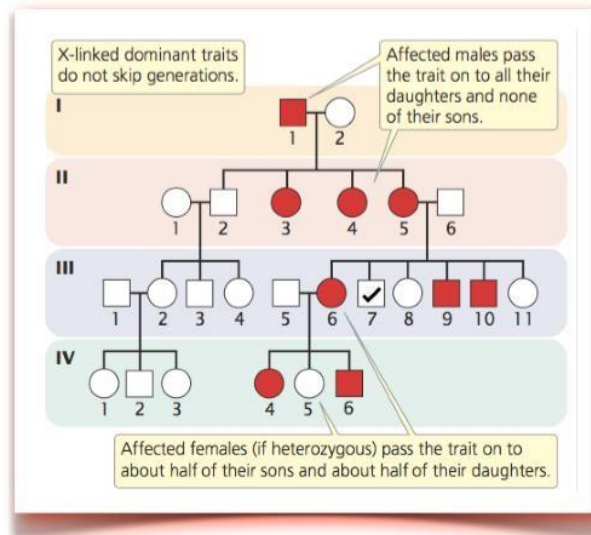 X-linked dominant traits
do not skip generations.
Affected males pass
the trait on to all their
daughters and none
of their sons.
I
1 2
II
1 2 3 4 5 6
III
1 2 3 4 5 6 7 8 9 10 11
IV
1 2 3 4 5 6
Affected females (if heterozygous) pass the trait on to
about half of their sons and about half of their daughters.